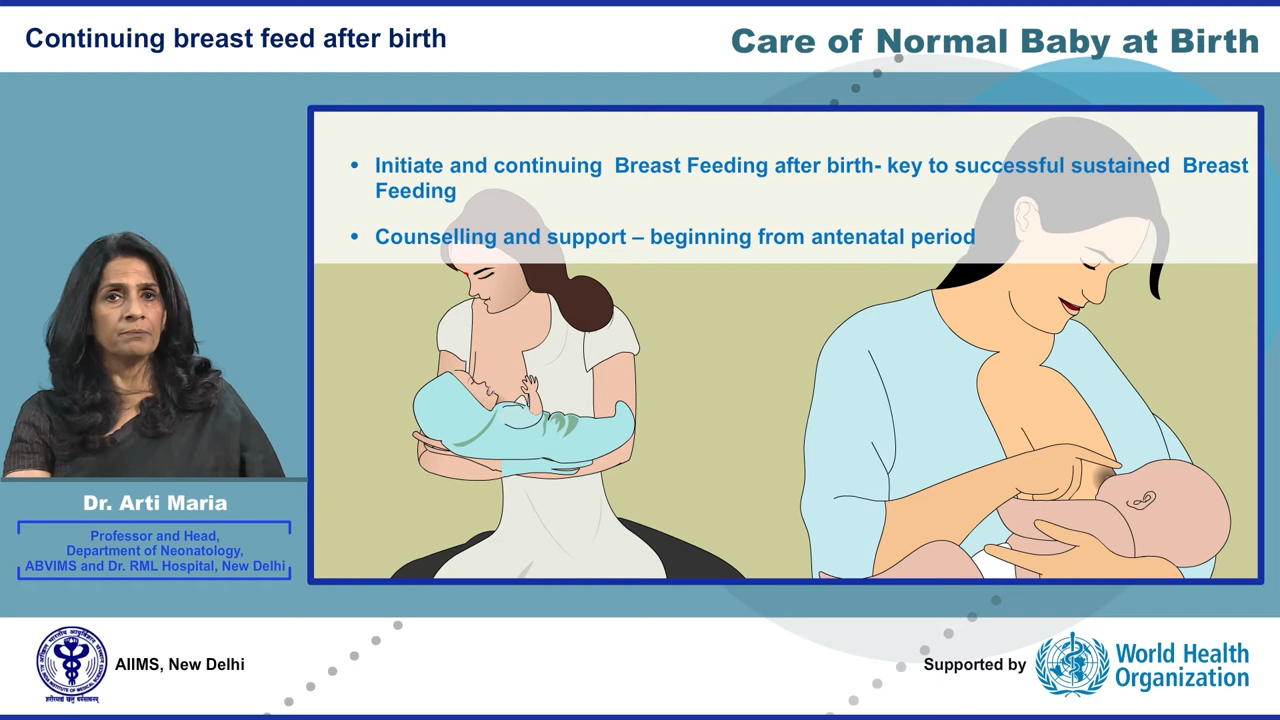 Continuing breast feed after birth
Care of Normal Baby at Birth
• Initiate and continuing Breast Feeding after birth- key to successful sustained Breast
Feeding
• Counselling and support – beginning from antenatal period
Dr. Arti Maria
Professor and Head,
Department of Neonatology,
ABVIMS and Dr. RML Hospital, New Delhi
AIIMS, New Delhi
Supported by
World Health
Organization